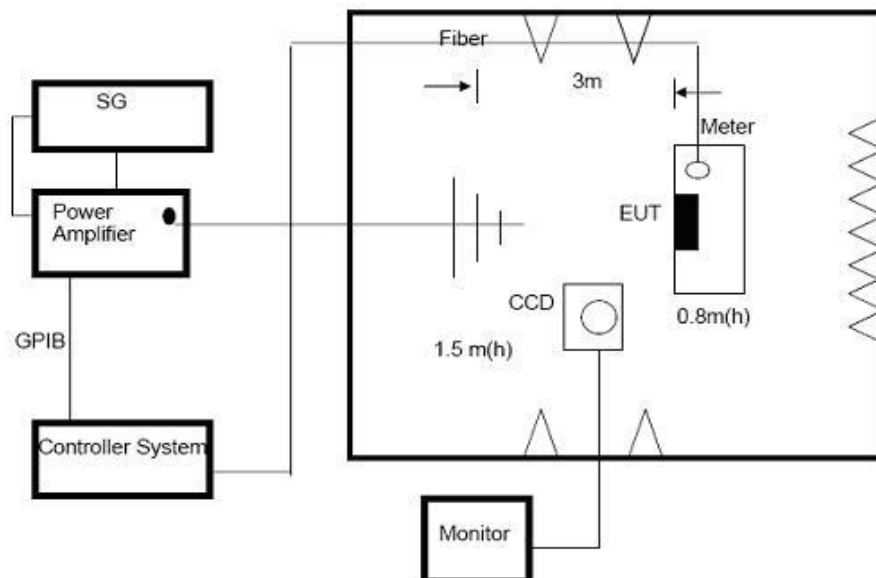 Fiber
3m
SG
Meter
Power
Amplifier
EUT
CCD
0.8m(h)
GPIB
1.5 m(h)
Controller System
Monitor